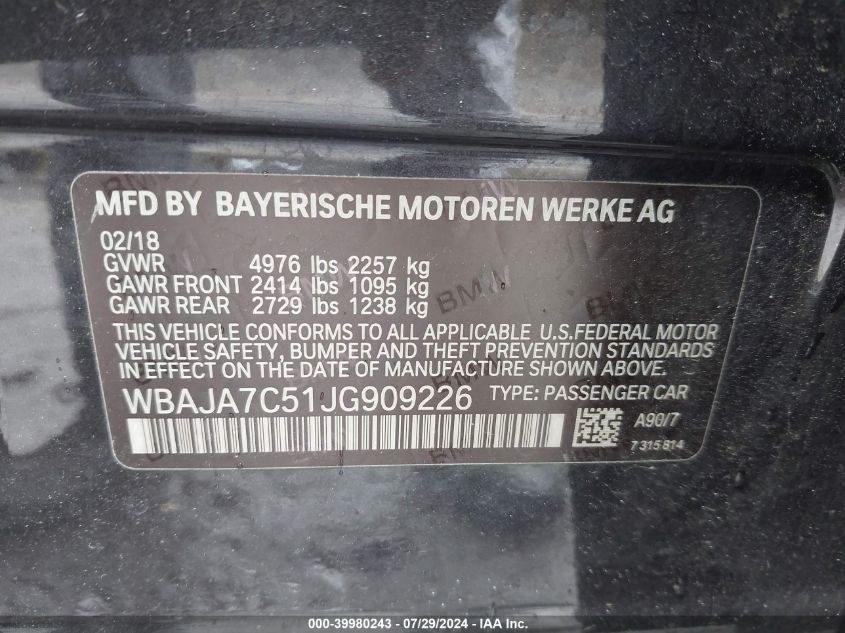 MFD BY BAYERISCHE MOTOREN WERKE AG
02/18
GVWR 4976 lbs 2257 kg
GAWR FRONT 2414 lbs 1095 kg
GAWR REAR 2729 lbs 1238 kg
THIS VEHICLE CONFORMS TO ALL APPLICABLE U.S.FEDERAL MOTOR
VEHICLE SAFETY, BUMPER AND THEFT PREVENTION STANDARDS
IN EFFECT ON THE DATE OF MANUFACTURE SHOWN ABOVE.
WBAJA7C51JG909226 TYPE: PASSENGER CAR
A90/7
7 315 814
000-39980243 - 07/29/2024 - IAA Inc.